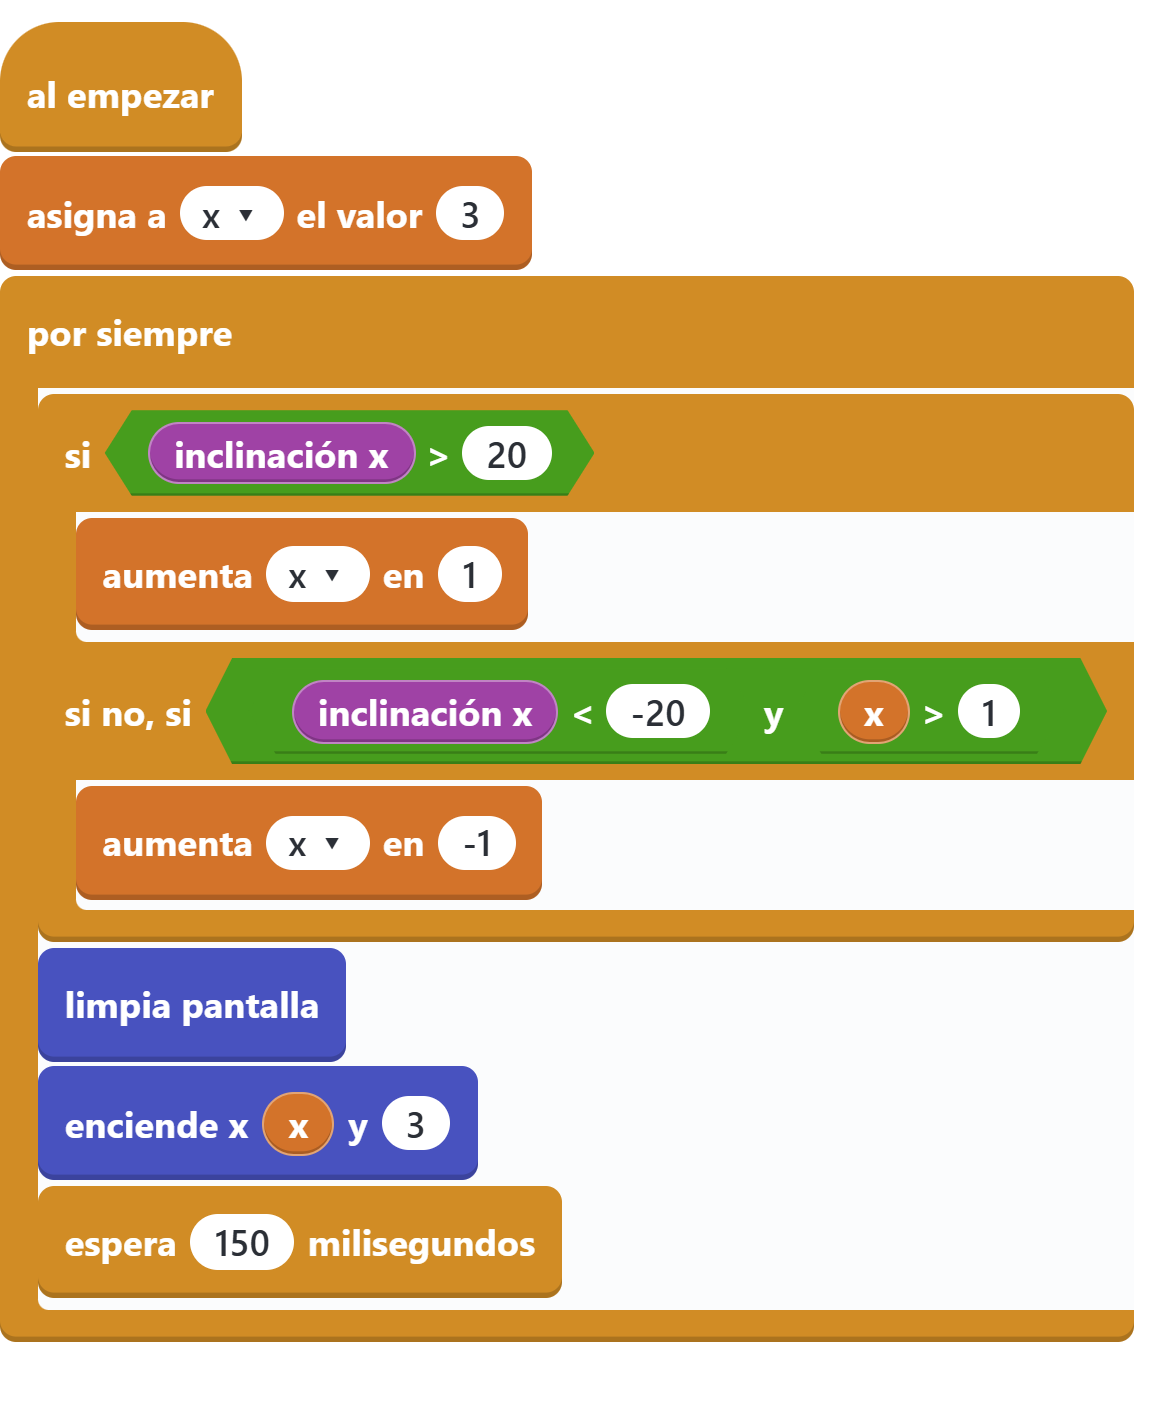 al empezar
asigna a x ▼ el valor 3
por siempre
si inclinación x > 20
aumenta x ▼ en 1
si no, si inclinación x < -20 y x > 1
aumenta x ▼ en -1
limpia pantalla
enciende x x y 3
espera 150 milisegundos